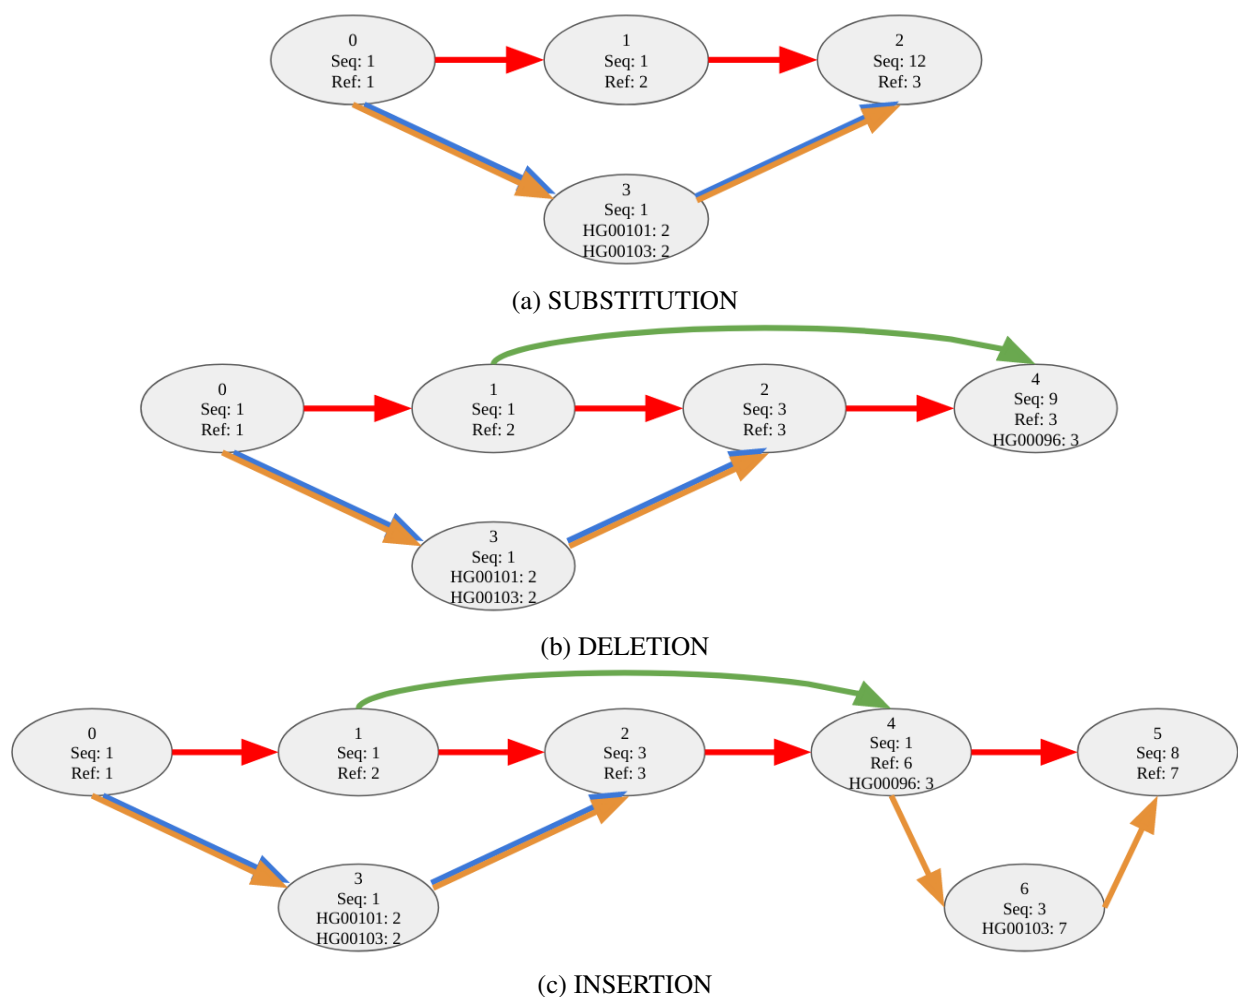 0
Seq: 1
Ref: 1
1
Seq: 1
Ref: 2
2
Seq: 12
Ref: 3
3
Seq: 1
HG00101: 2
HG00103: 2
(a) SUBSTITUTION
0
Seq: 1
Ref: 1
1
Seq: 1
Ref: 2
2
Seq: 3
Ref: 3
4
Seq: 9
Ref: 3
HG00096: 3
3
Seq: 1
HG00101: 2
HG00103: 2
(b) DELETION
0
Seq: 1
Ref: 1
1
Seq: 1
Ref: 2
2
Seq: 3
Ref: 3
4
Seq: 1
Ref: 6
HG00096: 3
5
Seq: 8
Ref: 7
3
Seq: 1
HG00101: 2
HG00103: 2
6
Seq: 3
HG00103: 7
(c) INSERTION